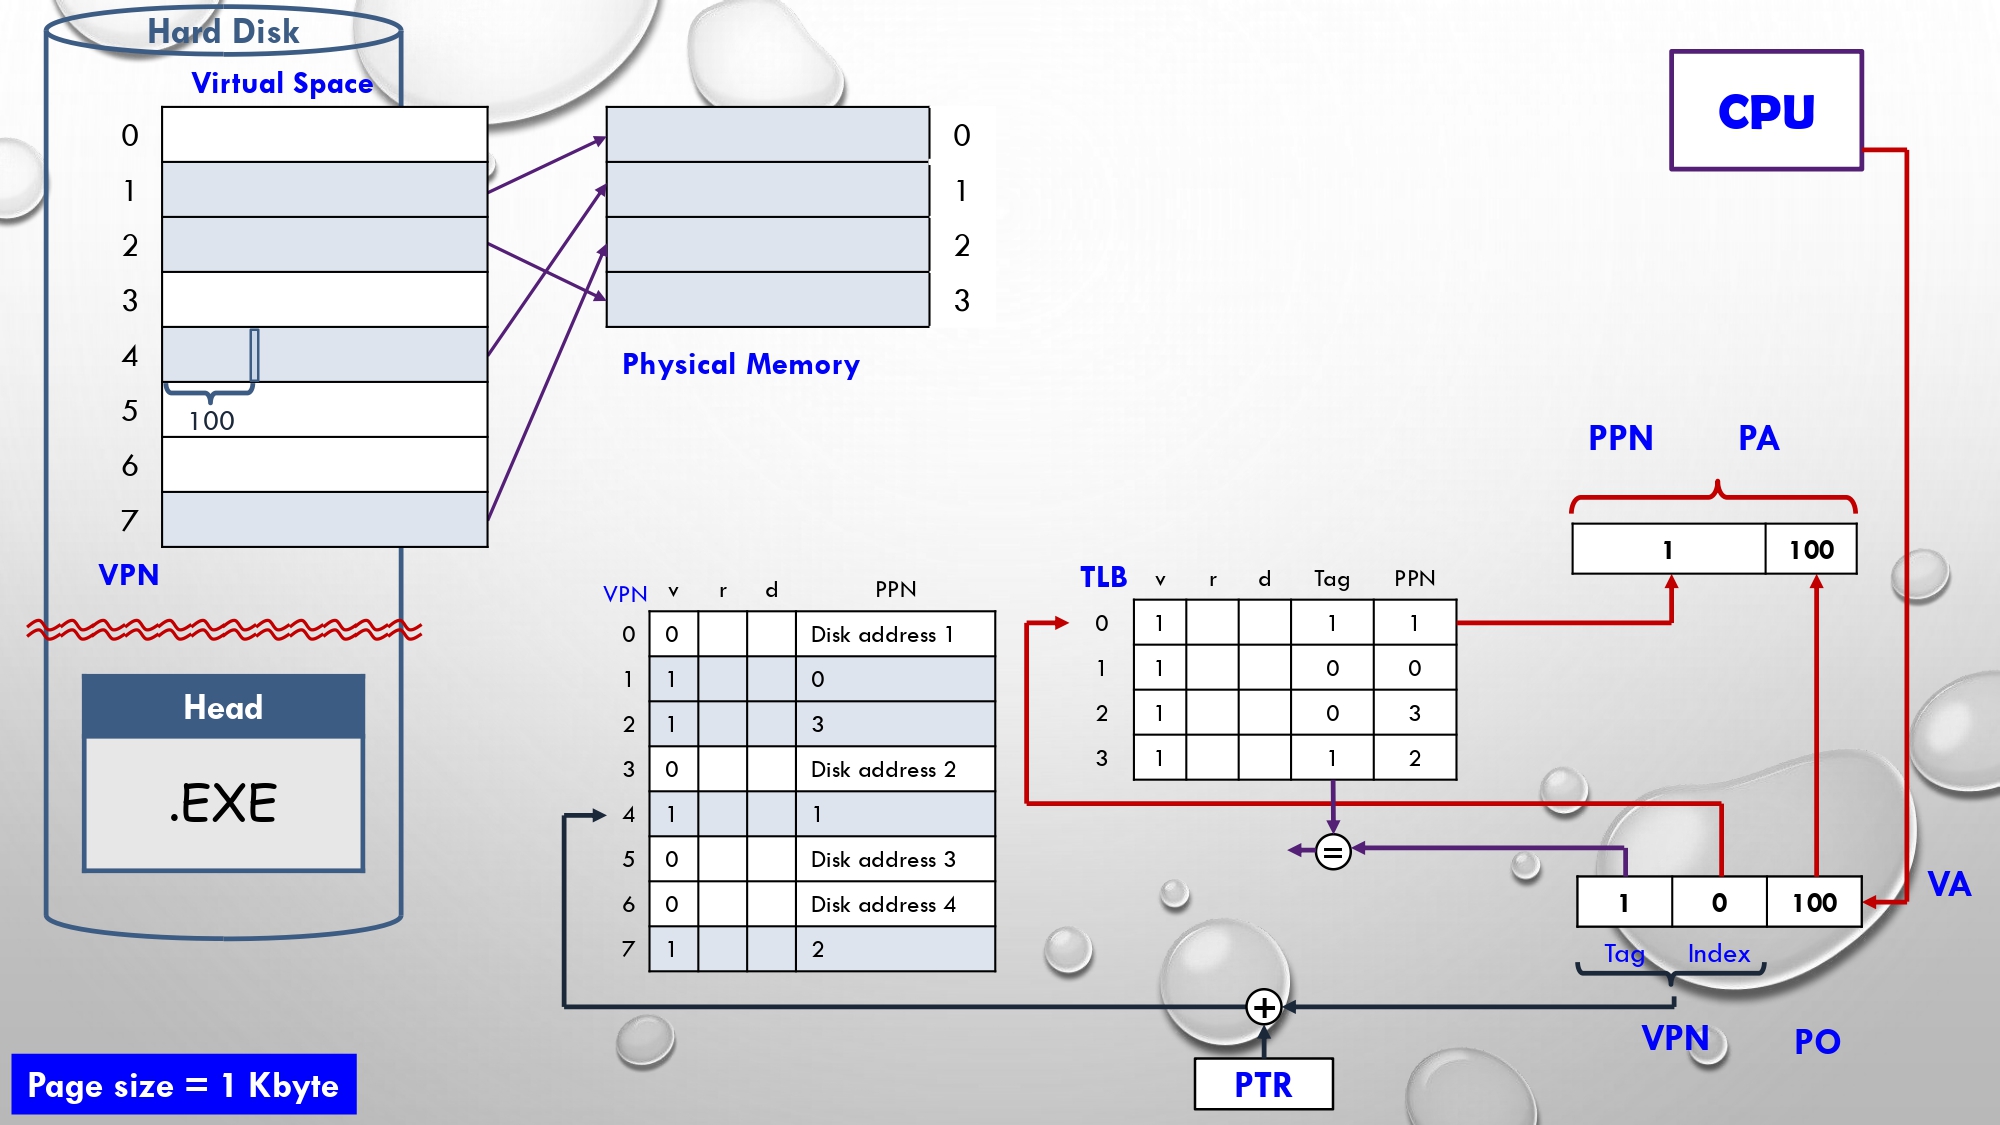 Hard Disk
Virtual Space
0
1
2
3
4
5
6
7
100
VPN
Head
.EXE
Page size = 1 Kbyte
0
1
2
3
Physical Memory
CPU
PPN PA
1 100
VPN v r d PPN
0 0 Disk address 1
1 1 0
2 1 3
3 0 Disk address 2
4 1 1
5 0 Disk address 3
6 0 Disk address 4
7 1 2
TLB v r d Tag PPN
0 1 1 1
1 1 0 0
2 1 0 3
3 1 1 2
=
1 0 100
VA
Tag Index
+
VPN PO
PTR